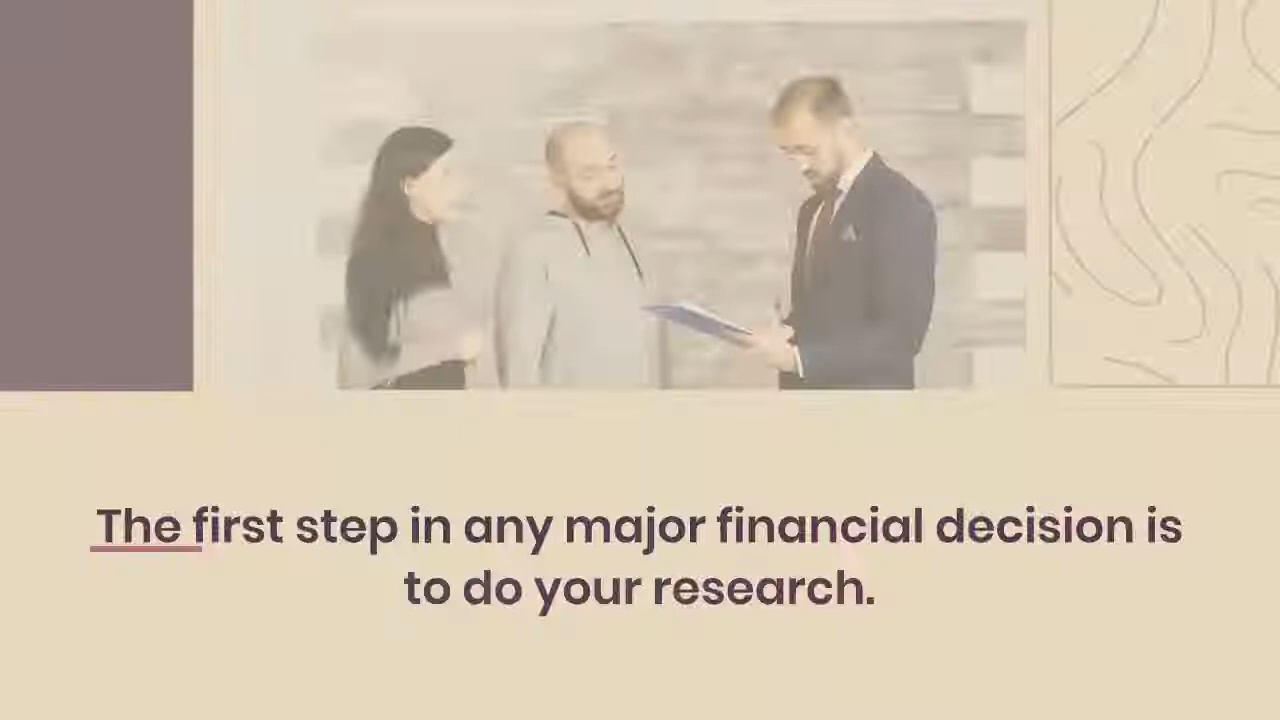 The first step in any major financial decision is
to do your research.